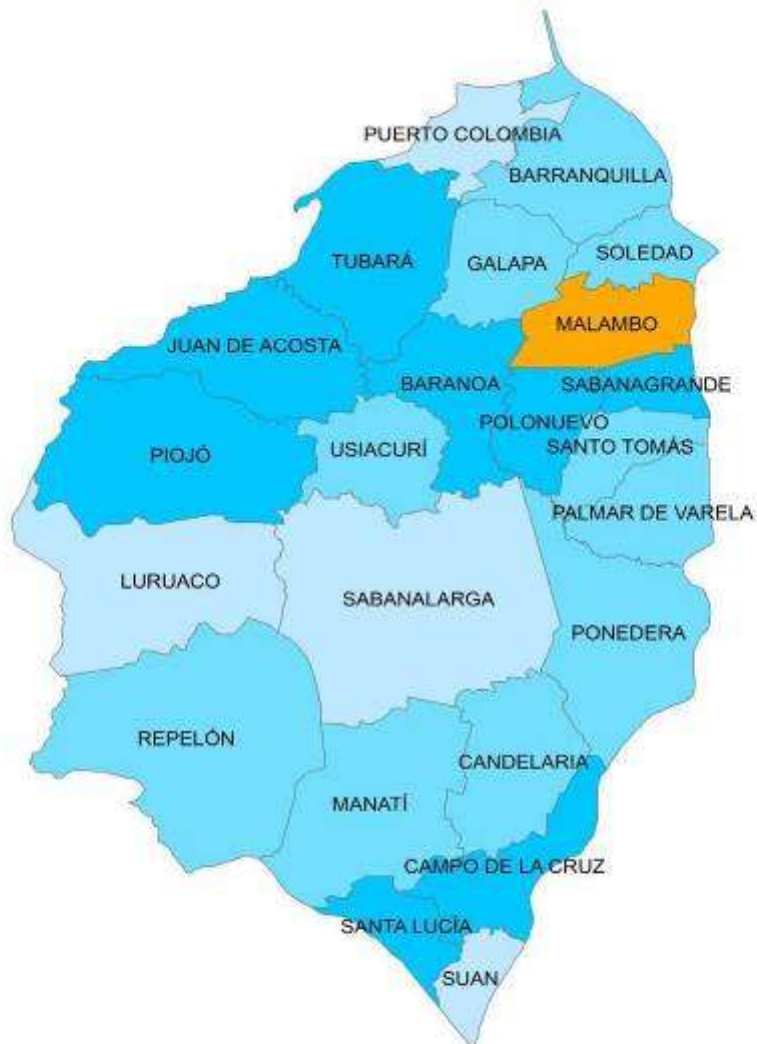 PUERTO COLOMBIA
BARRANQUILLA
SOLEDAD
TUBARÁ
GALAPA
MALAMBO
JUAN DE ACOSTA
BARANOA
SABANAGRANDE
POLONUEVO
SANTO TOMÁS
USIACURÍ
PIOJÓ
PALMAR DE VARELA
LURUACO
SABANALARGA
PONEDERA
REPELÓN
CANDELARIA
MANATÍ
CAMPO DE LA CRUZ
SANTA LUCÍA
SUAN